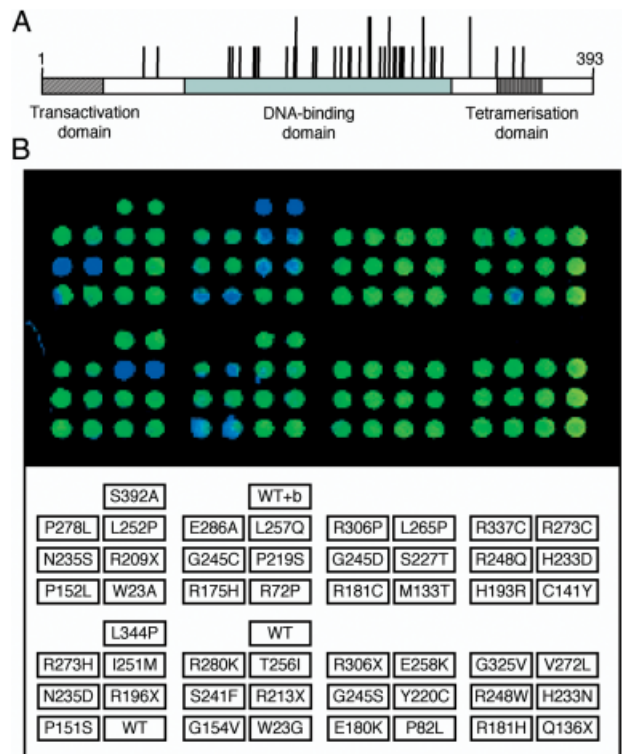 A
1
393
Transactivation domain
DNA-binding domain
Tetramerisation domain
B
S392A WT+b
P278L L252P E286A L257Q R306P L265P R337C R273C
N235S R209X G245C P219S G245D S227T R248Q H233D
P152L W23A R175H R72P R181C M133T H193R C141Y
L344P WT
R273H I251M R280K T256I R306X E258K G325V V272L
N235D R196X S241F R213X G245S Y220C R248W H233N
P151S WT G154V W23G E180K P82L R181H Q136X